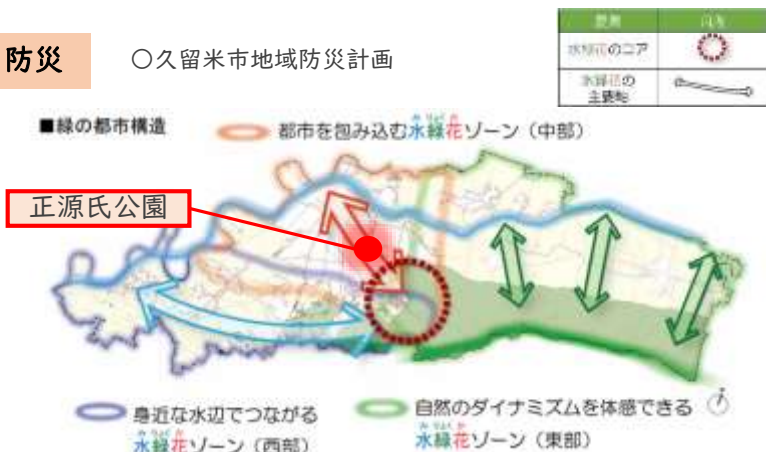 防災
〇久留米市地域防災計画
水緑花のコア
水緑花の
主要軸
■緑の都市構造
都市を包み込む水緑花ゾーン（中部）
正源氏公園
身近な水辺でつながる
水緑花ゾーン（西部）
自然のダイナミズムを体感できる
水緑花ゾーン（東部）